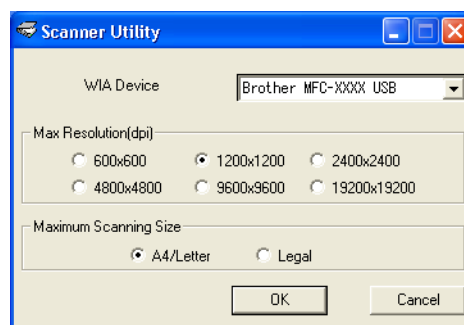 Scanner Utility
WIA Device Brother MFC-XXXX USB
Max Resolution(dpi)
600x600 1200x1200 2400x2400
4800x4800 9600x9600 19200x19200
Maximum Scanning Size
A4/Letter Legal
OK Cancel